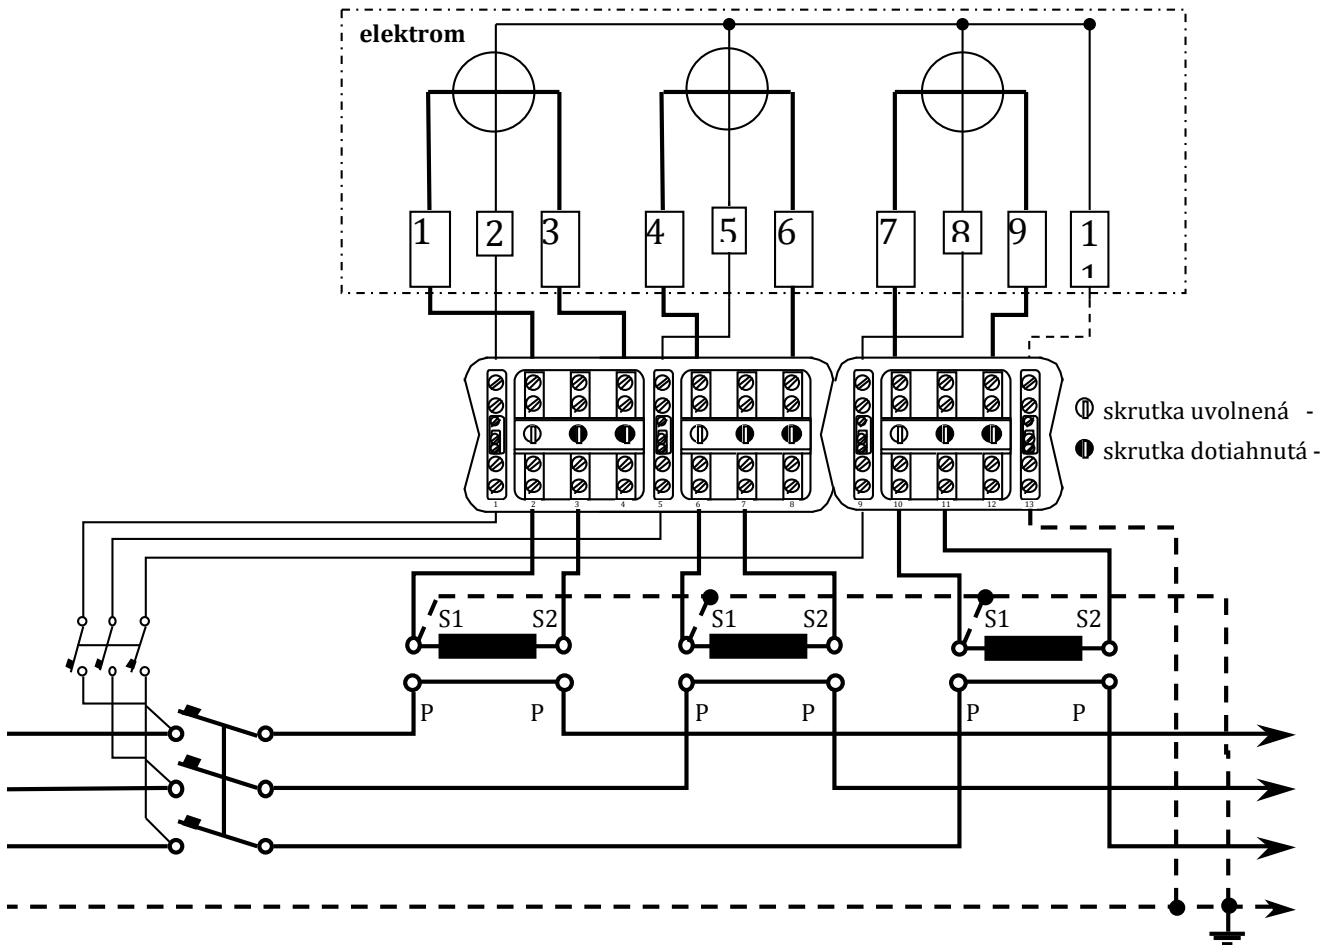 elektrom
1 2 3 4 5 6 7 8 9 1
1
skrutka uvolnená -
skrutka dotiahnutá -
1 2 3 4 5 6 7 8 9 10 11 12 13
S1 S2 S1 S2 S1 S2
P P P P P P